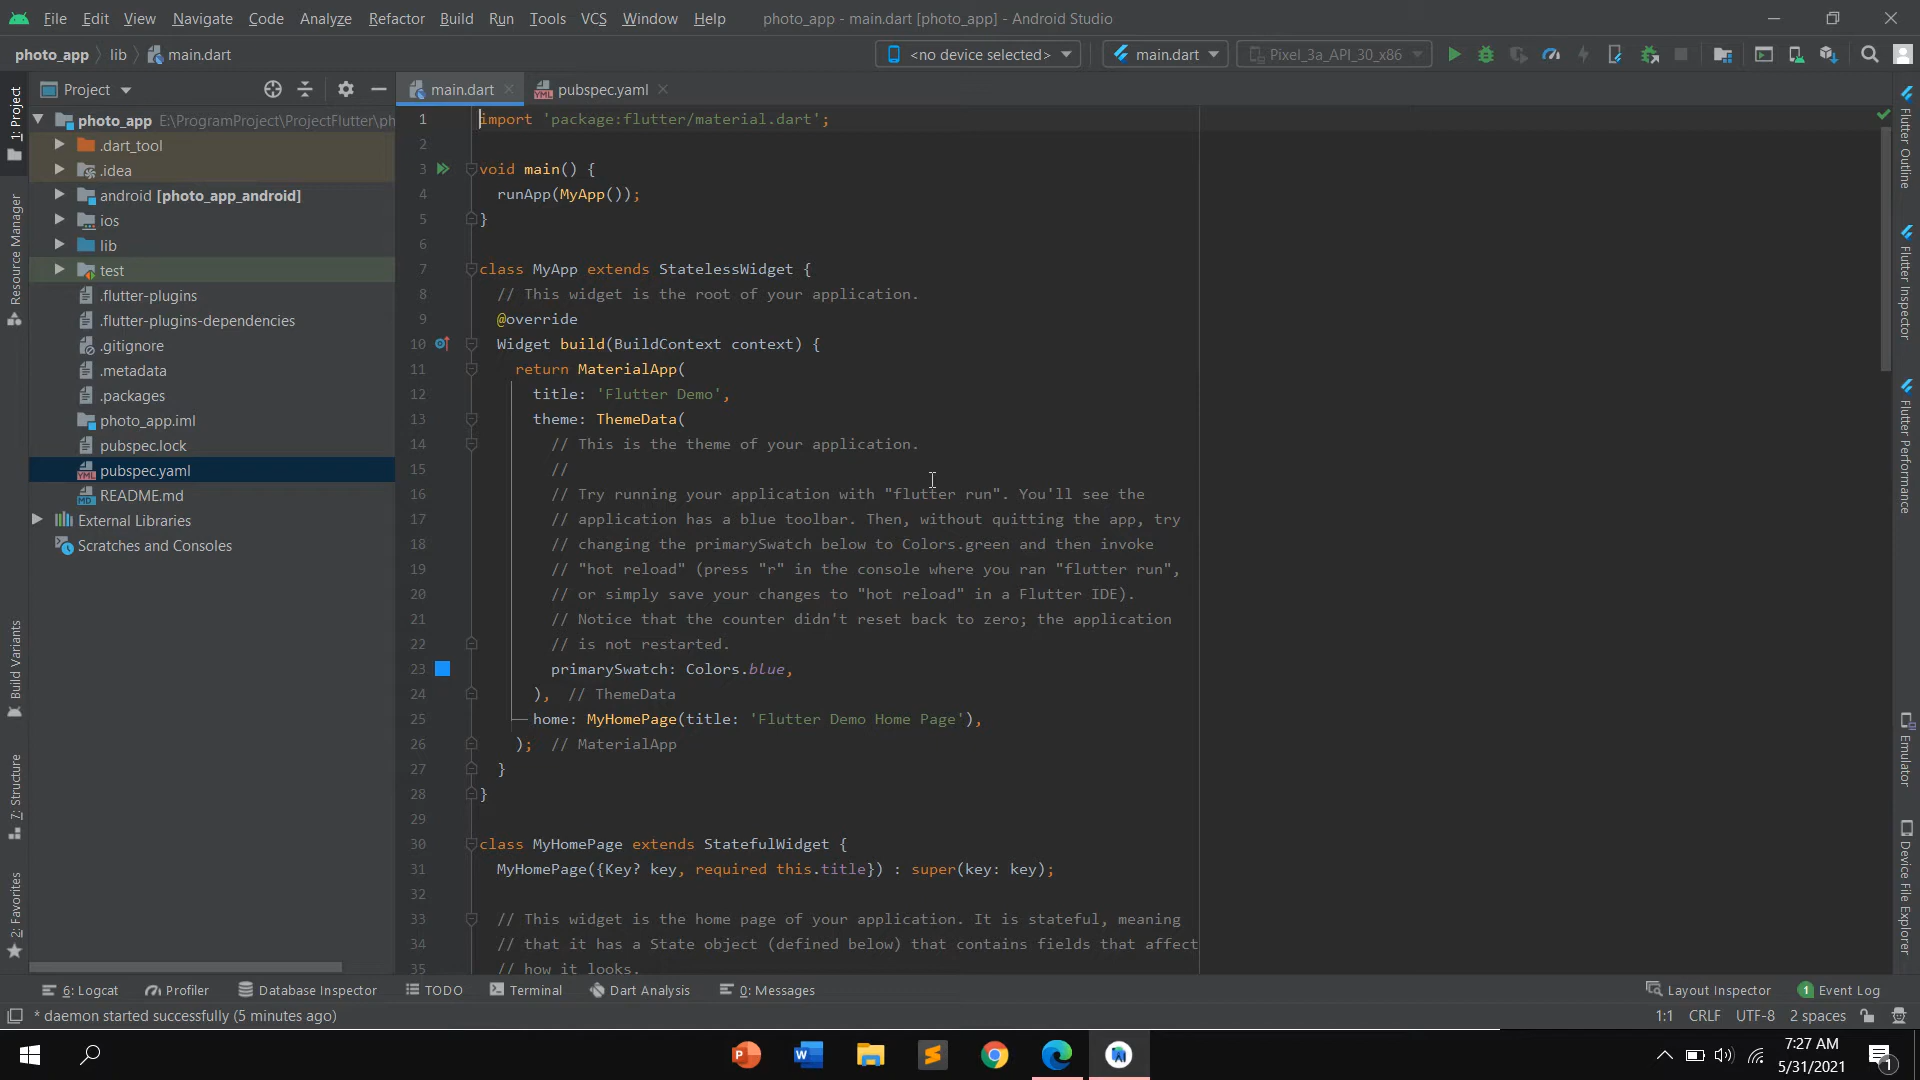 File Edit View Navigate Code Analyze Refactor Build Run Tools VCS Window Help photo_app - main.dart [photo_app] - Android Studio
photo_app lib main.dart <no device selected> main.dart Pixel_3a_API_30_x86
Project
main.dart
pubspec.yaml
photo_app E:\ProgramProject\ProjectFlutter\ph
.dart_tool
.idea
android [photo_app_android]
ios
lib
test
.flutter-plugins
.flutter-plugins-dependencies
.gitignore
.metadata
.packages
photo_app.iml
pubspec.lock
pubspec.yaml
README.md
External Libraries
Scratches and Consoles
1: Project
Resource Manager
Build Variants
7: Structure
2: Favorites
1 import 'package:flutter/material.dart';
2
3 void main() {
4 runApp(MyApp());
5 }
6
7 class MyApp extends StatelessWidget {
8 // This widget is the root of your application.
9 @override
10 Widget build(BuildContext context) {
11 return MaterialApp(
12 title: 'Flutter Demo',
13 theme: ThemeData(
14 // This is the theme of your application.
15 //
16 // Try running your application with "flutter run". You'll see the
17 // application has a blue toolbar. Then, without quitting the app, try
18 // changing the primarySwatch below to Colors.green and then invoke
19 // "hot reload" (press "r" in the console where you ran "flutter run",
20 // or simply save your changes to "hot reload" in a Flutter IDE).
21 // Notice that the counter didn't reset back to zero; the application
22 // is not restarted.
23 primarySwatch: Colors.blue,
24 ), // ThemeData
25 home: MyHomePage(title: 'Flutter Demo Home Page'),
26 ); // MaterialApp
27 }
28 }
29
30 class MyHomePage extends StatefulWidget {
31 MyHomePage({Key? key, required this.title}) : super(key: key);
32
33 // This widget is the home page of your application. It is stateful, meaning
34 // that it has a State object (defined below) that contains fields that affect
35 // how it looks.
Flutter Outline
Flutter Inspector
Flutter Performance
Emulator
Device File Explorer
6: Logcat Profiler Database Inspector TODO Terminal Dart Analysis 0: Messages Layout Inspector 1 Event Log
* daemon started successfully (5 minutes ago) 1:1 CRLF UTF-8 2 spaces
7:27 AM
5/31/2021
1